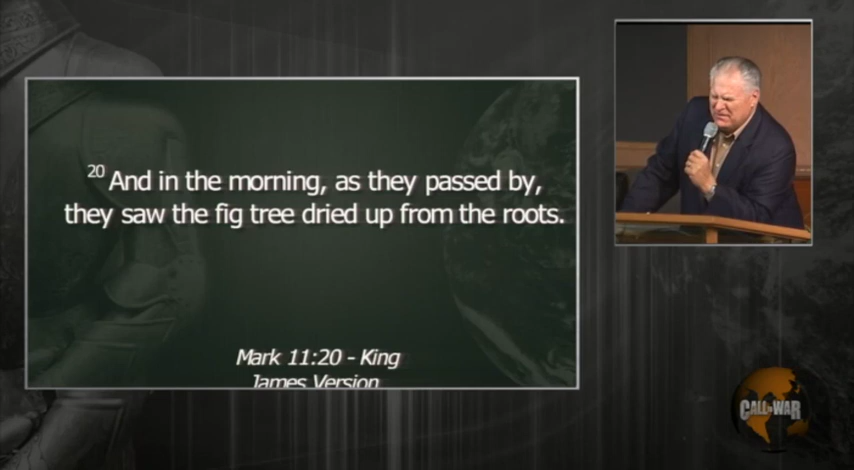 20 And in the morning, as they passed by,
they saw the fig tree dried up from the roots.
Mark 11:20 - King
James Version
CALL TO WAR